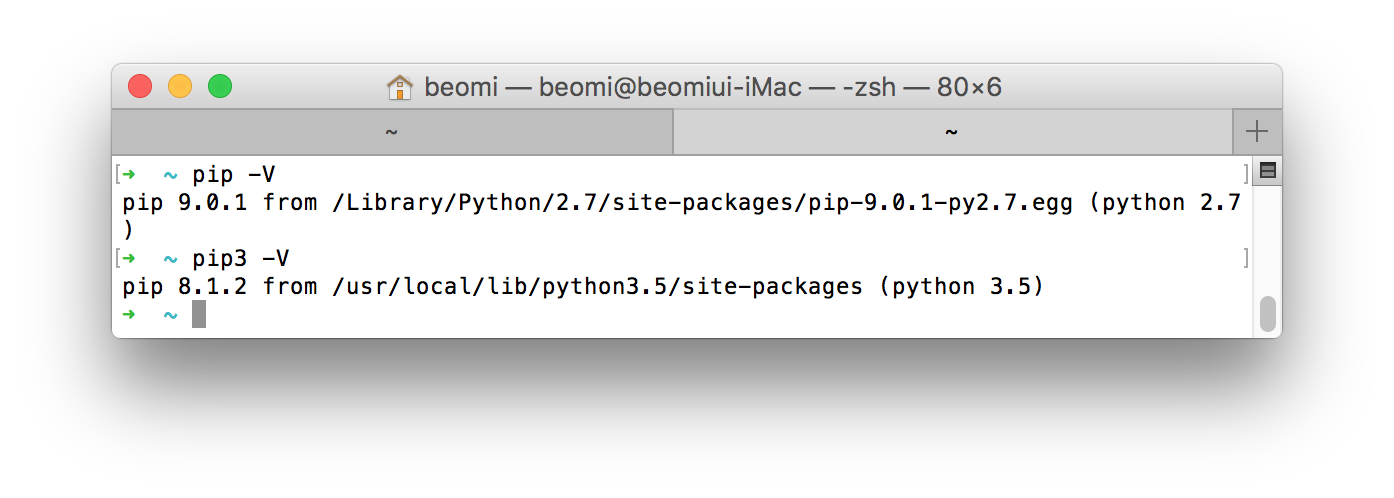 beomi — beomi@beomiui-iMac — -zsh — 80×6
~ ~
[➜ ~ pip -V ]
pip 9.0.1 from /Library/Python/2.7/site-packages/pip-9.0.1-py2.7.egg (python 2.7
)
[➜ ~ pip3 -V ]
pip 8.1.2 from /usr/local/lib/python3.5/site-packages (python 3.5)
➜ ~